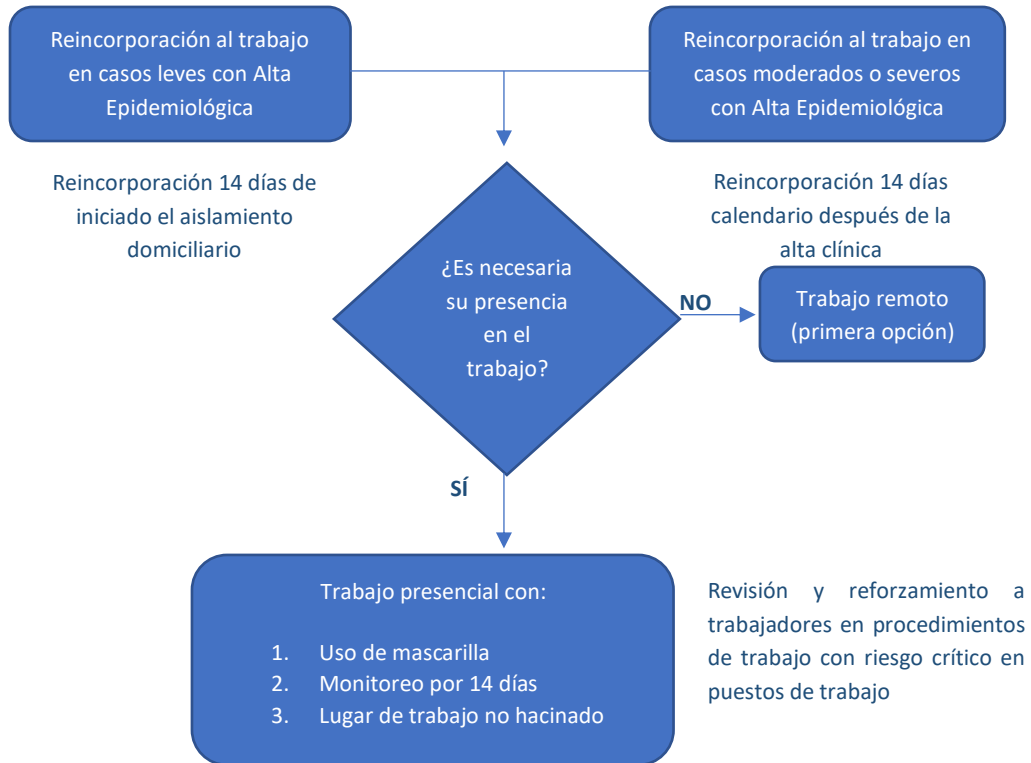 Reincorporación al trabajo
en casos leves con Alta
Epidemiológica
Reincorporación al trabajo en
casos moderados o severos
con Alta Epidemiológica
Reincorporación 14 días de
iniciado el aislamiento
domiciliario
Reincorporación 14 días
calendario después de la
alta clínica
¿Es necesaria
su presencia
en el
trabajo?
NO
Trabajo remoto
(primera opción)
SÍ
Trabajo presencial con:
1. Uso de mascarilla
2. Monitoreo por 14 días
3. Lugar de trabajo no hacinado
Revisión y reforzamiento a
trabajadores en procedimientos
de trabajo con riesgo crítico en
puestos de trabajo